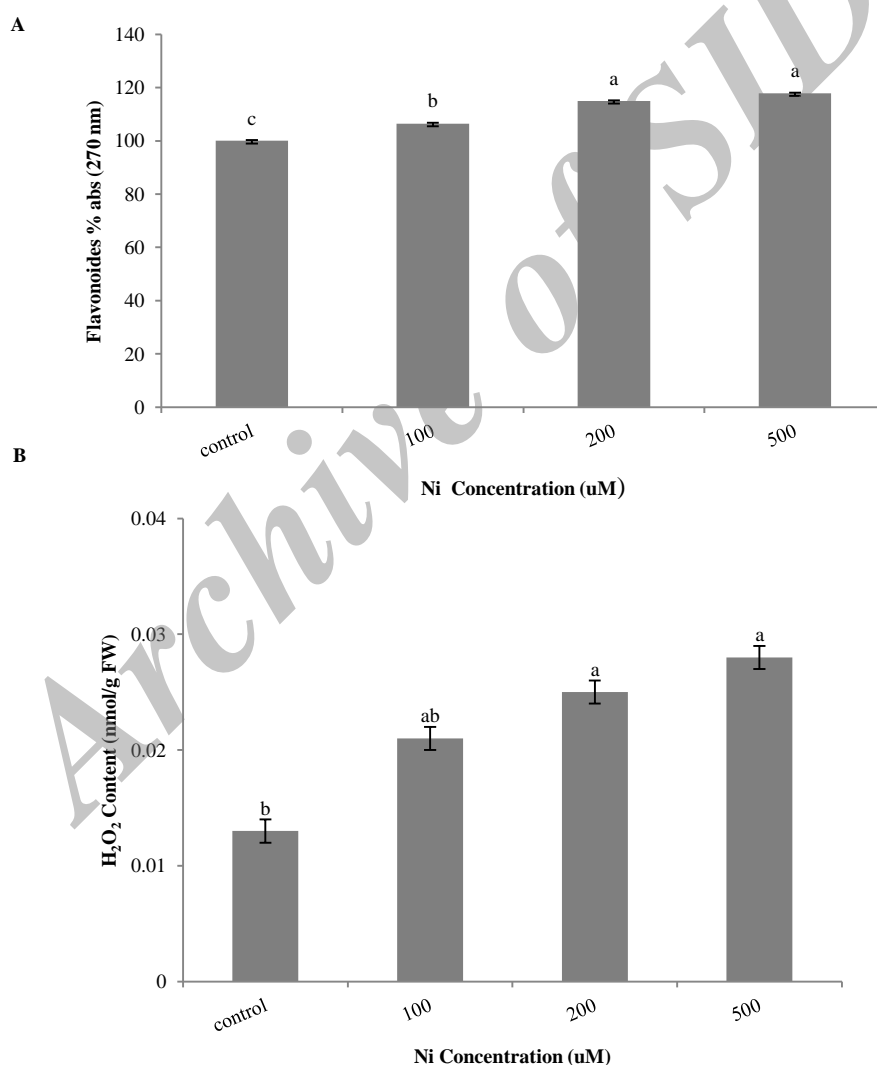 A
140
120
100
80
60
40
20
0
Flavonoides % abs (270 nm)
c
b
a
a
control
100
200
500
Ni Concentration (uM)
B
0.04
0.03
0.02
0.01
0
H₂O₂ Content (nmol/g FW)
b
ab
a
a
control
100
200
500
Ni Concentration (uM)
Archive of SID